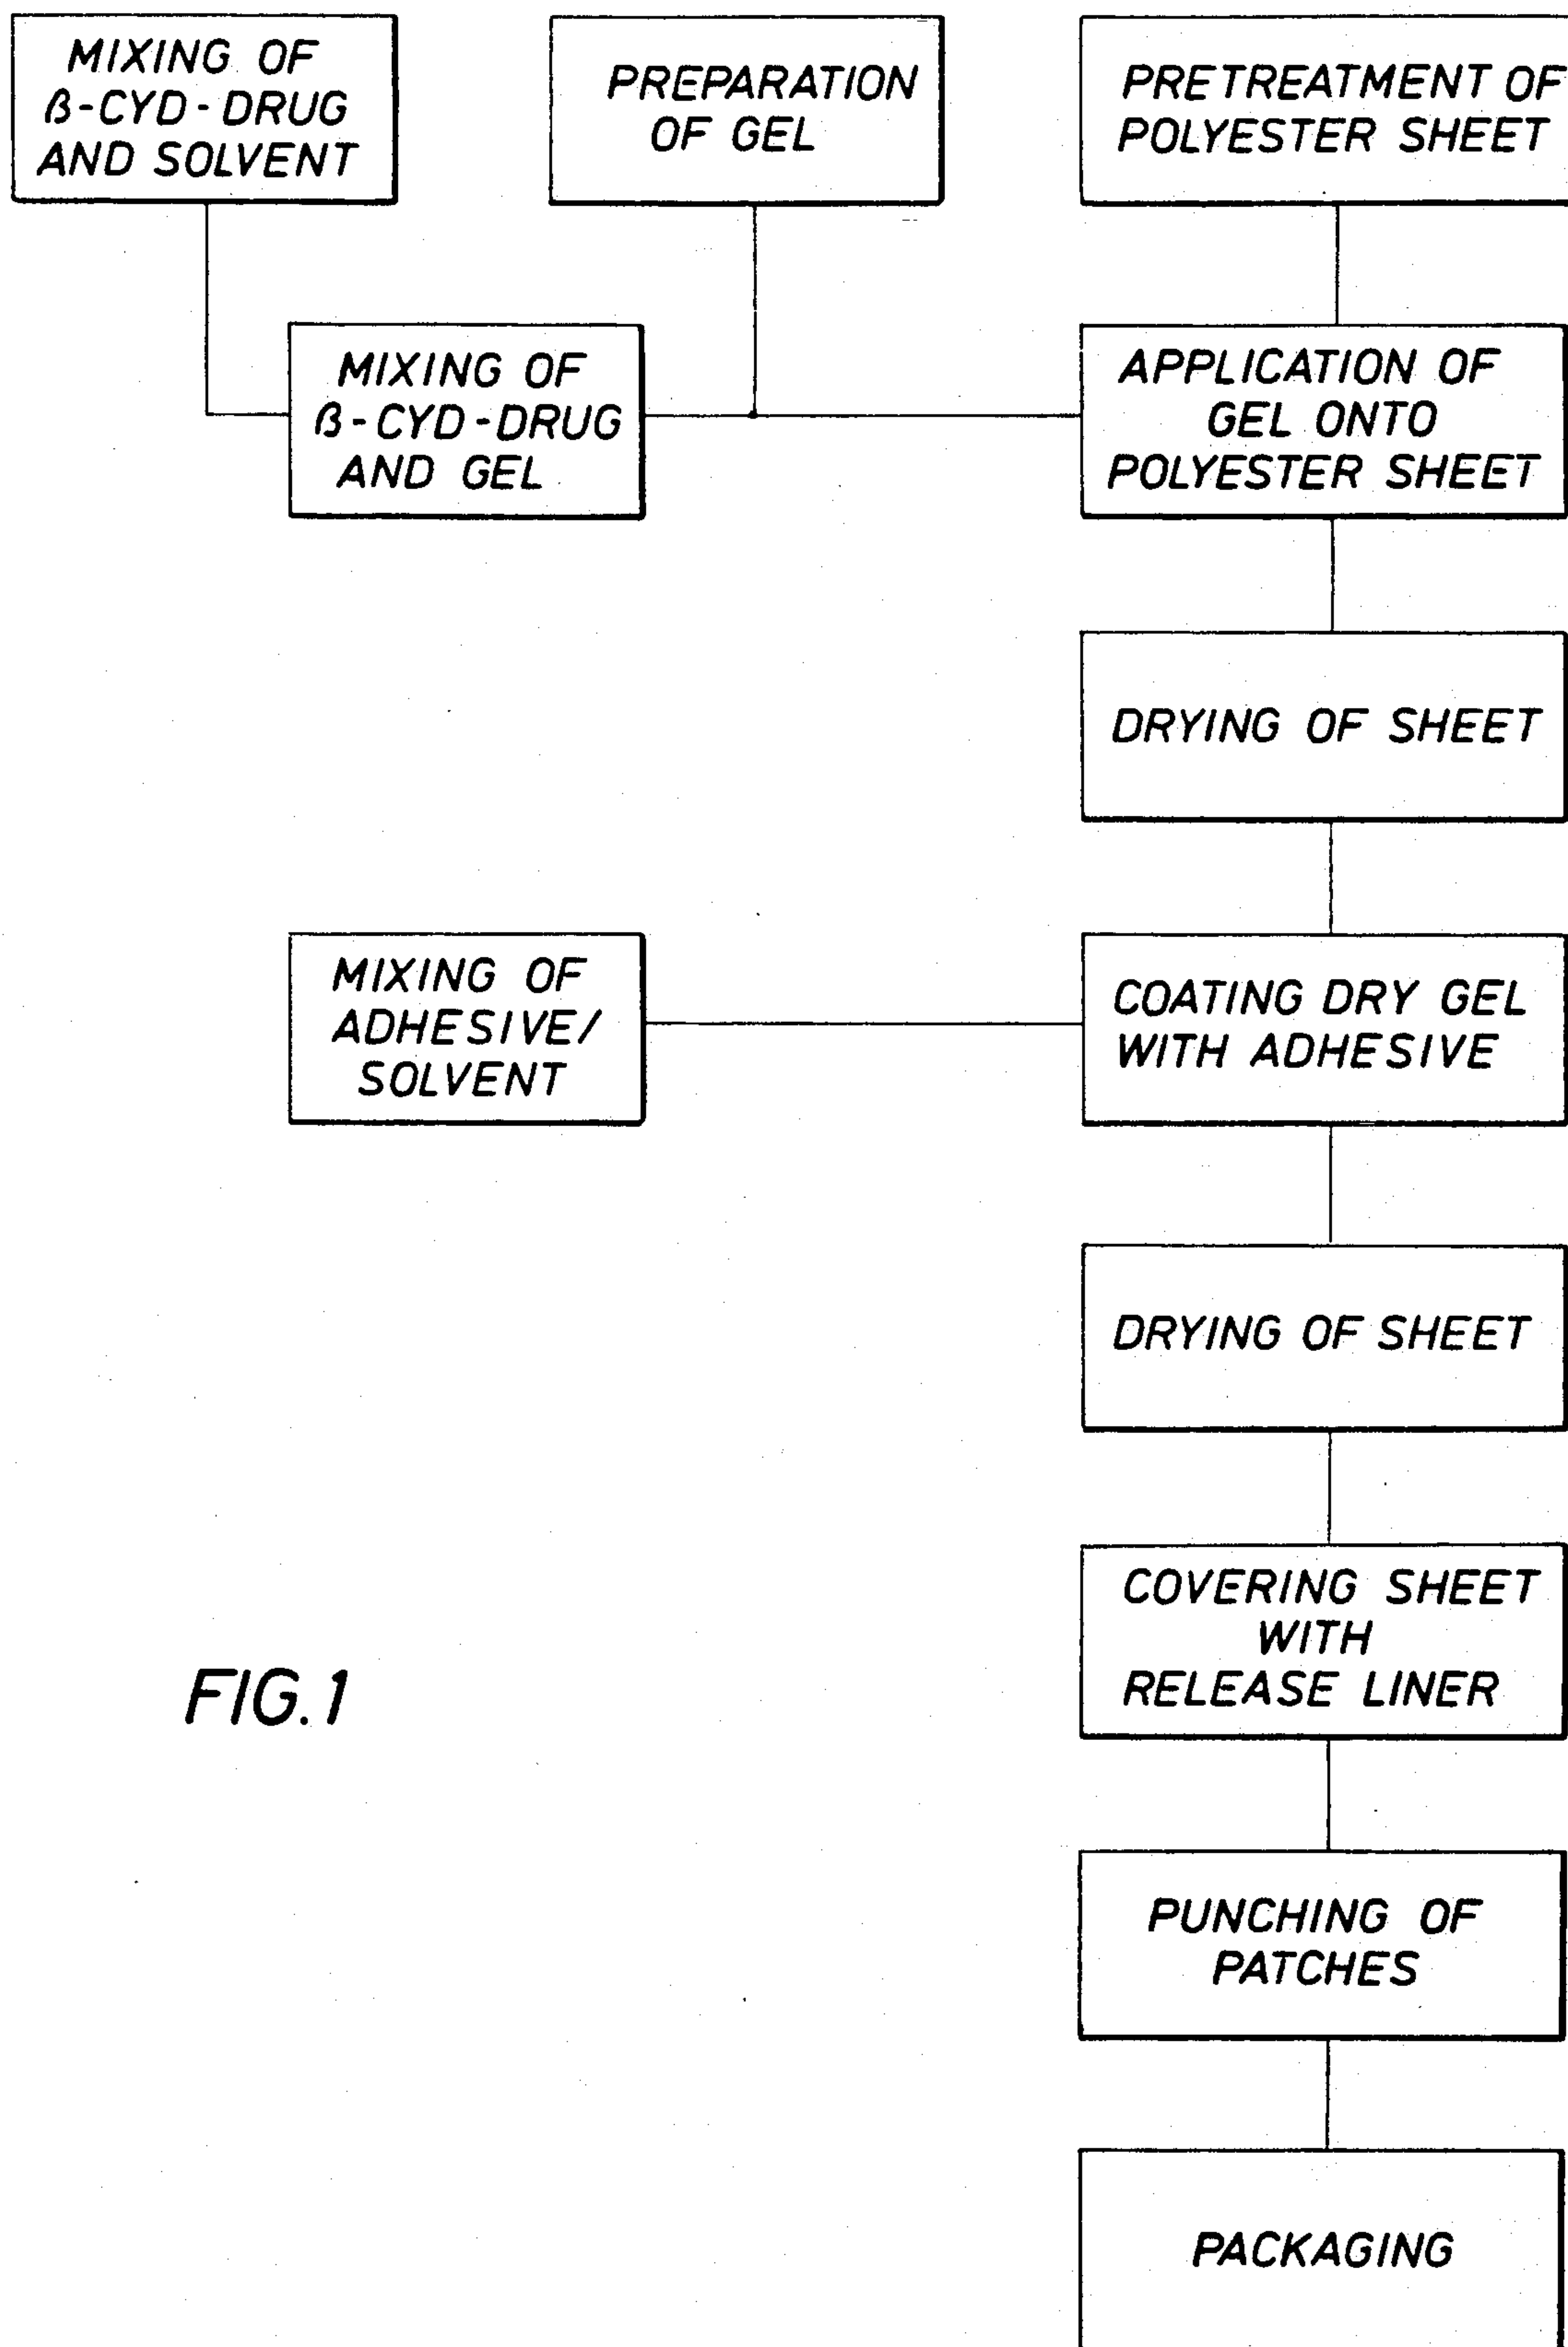 MIXING OF
β-CYD-DRUG
AND SOLVENT
PREPARATION
OF GEL
PRETREATMENT OF
POLYESTER SHEET
MIXING OF
β-CYD-DRUG
AND GEL
APPLICATION OF
GEL ONTO
POLYESTER SHEET
DRYING OF SHEET
MIXING OF
ADHESIVE/
SOLVENT
COATING DRY GEL
WITH ADHESIVE
DRYING OF SHEET
COVERING SHEET
WITH
RELEASE LINER
FIG.1
PUNCHING OF
PATCHES
PACKAGING